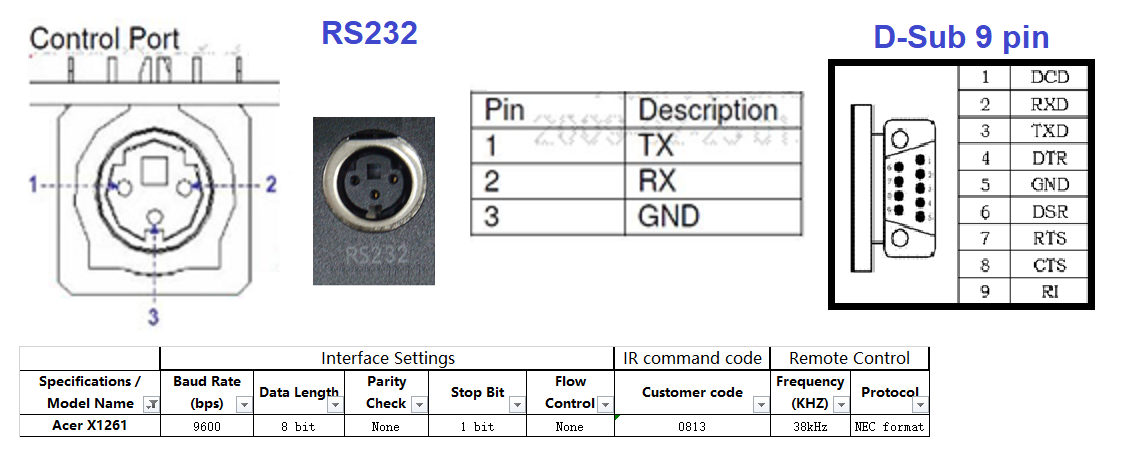 Control Port
RS232
D-Sub 9 pin
1
2
3
RS232
Pin Description
1 TX
2 RX
3 GND
1 DCD
2 RXD
3 TXD
4 DTR
5 GND
6 DSR
7 RTS
8 CTS
9 RI
Interface Settings IR command code Remote Control
Specifications / Model Name Baud Rate (bps) Data Length Parity Check Stop Bit Flow Control Customer code Frequency (KHZ) Protocol
Acer X1261 9600 8 bit None 1 bit None 0813 38kHz NEC format